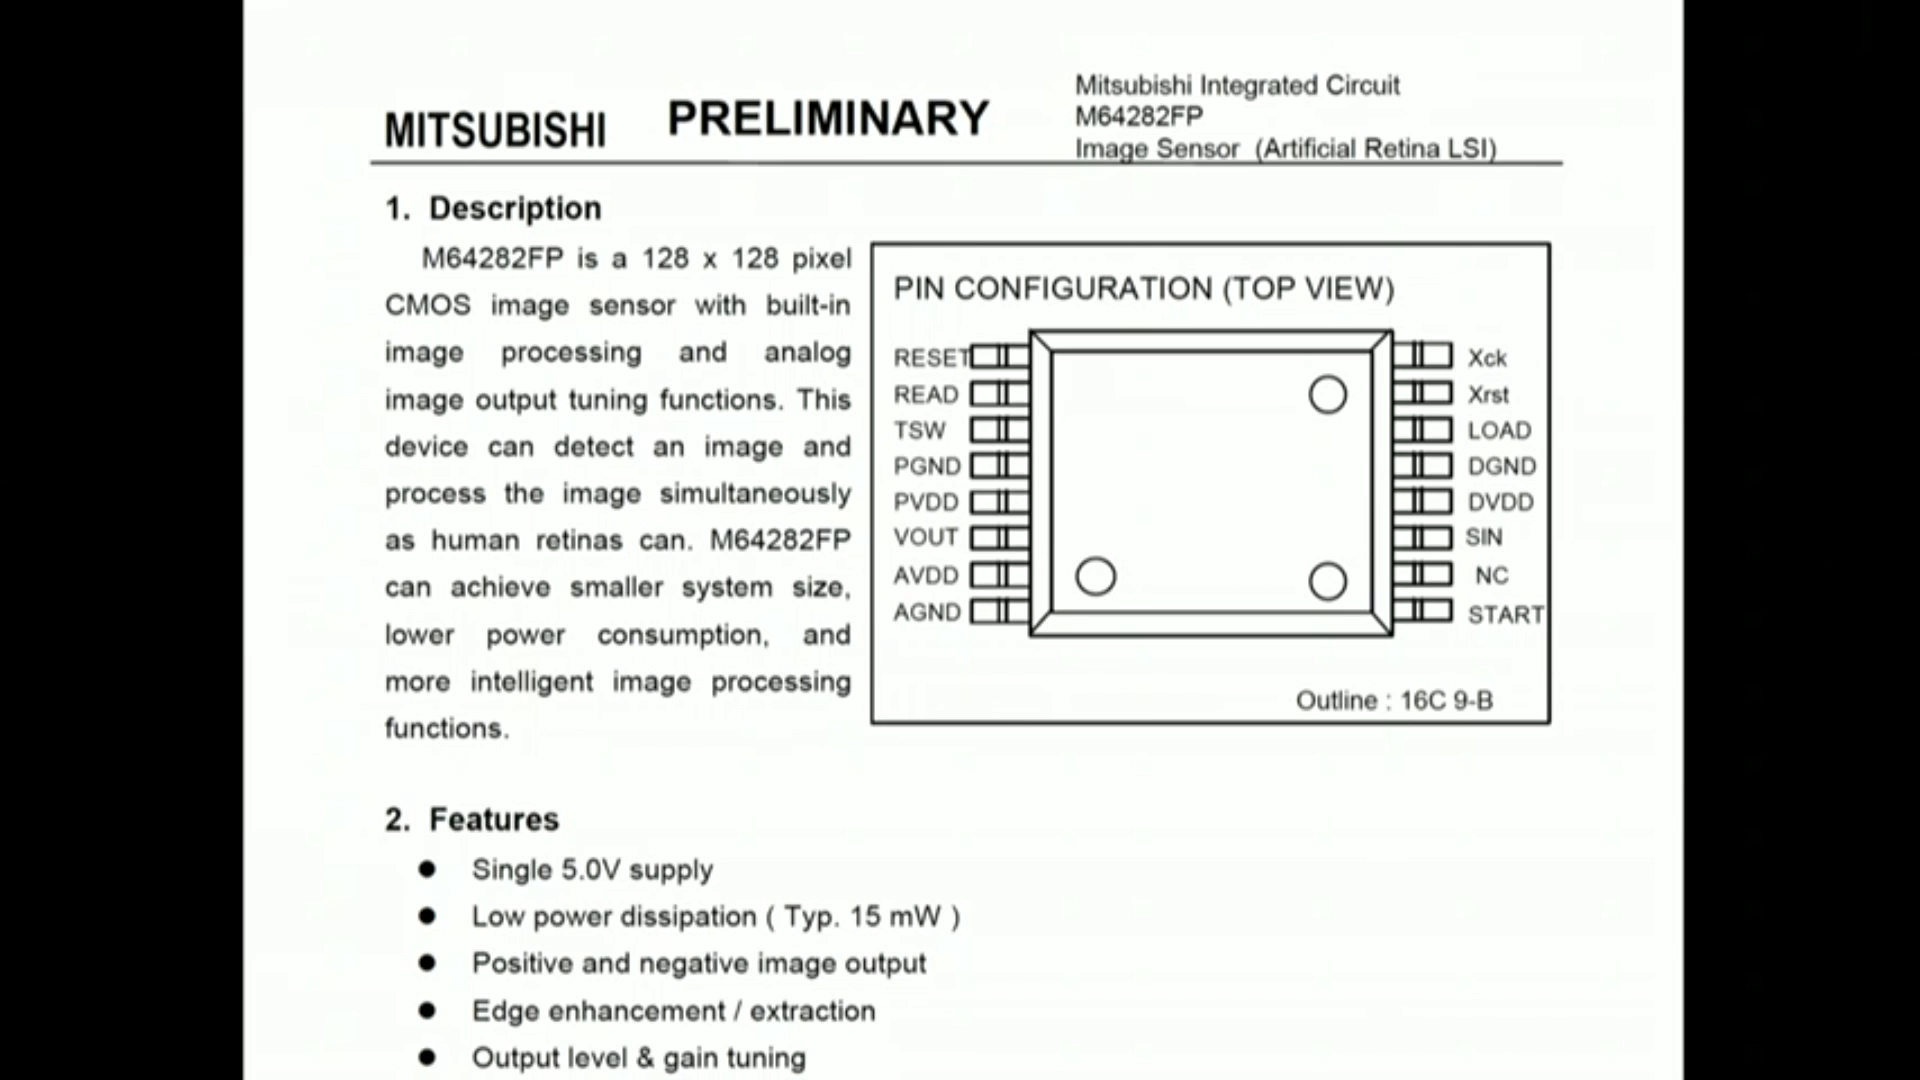 MITSUBISHI
PRELIMINARY
Mitsubishi Integrated Circuit
M64282FP
Image Sensor (Artificial Retina LSI)
1. Description
M64282FP is a 128 x 128 pixel
CMOS image sensor with built-in
image processing and analog
image output tuning functions. This
device can detect an image and
process the image simultaneously
as human retinas can. M64282FP
can achieve smaller system size,
lower power consumption, and
more intelligent image processing
functions.
PIN CONFIGURATION (TOP VIEW)
RESET
READ
TSW
PGND
PVDD
VOUT
AVDD
AGND
Xck
Xrst
LOAD
DGND
DVDD
SIN
NC
START
Outline : 16C 9-B
2. Features
● Single 5.0V supply
● Low power dissipation ( Typ. 15 mW )
● Positive and negative image output
● Edge enhancement / extraction
● Output level & gain tuning